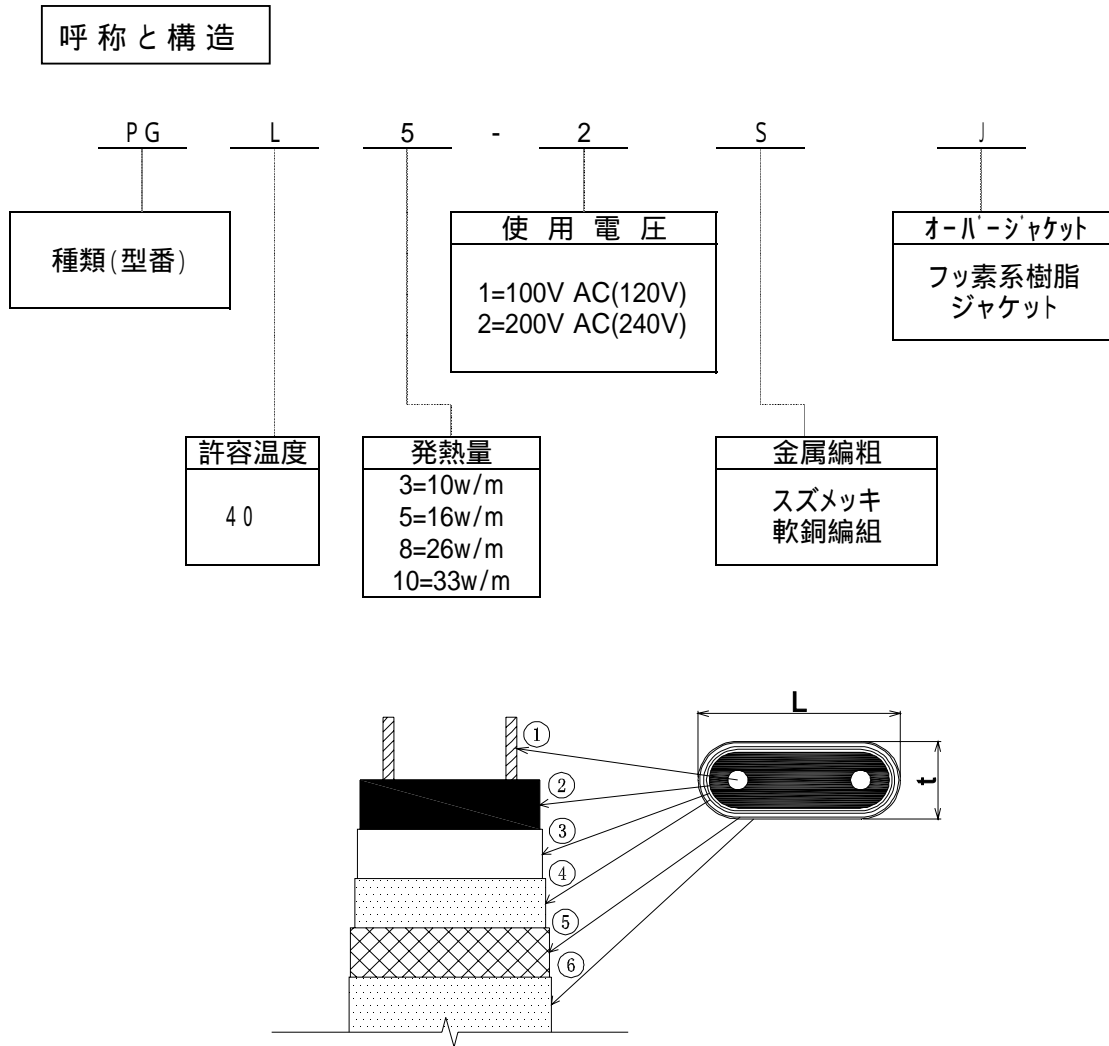 呼称と構造
PG L 5 - 2 S J
種類(型番)
使用電圧
1=100V AC(120V)
2=200V AC(240V)
オーバージャケット
フッ素系樹脂
ジャケット
許容温度
40
発熱量
3=10w/m
5=16w/m
8=26w/m
10=33w/m
金属編粗
スズメッキ
軟銅編組
L
t
①
②
③
④
⑤
⑥